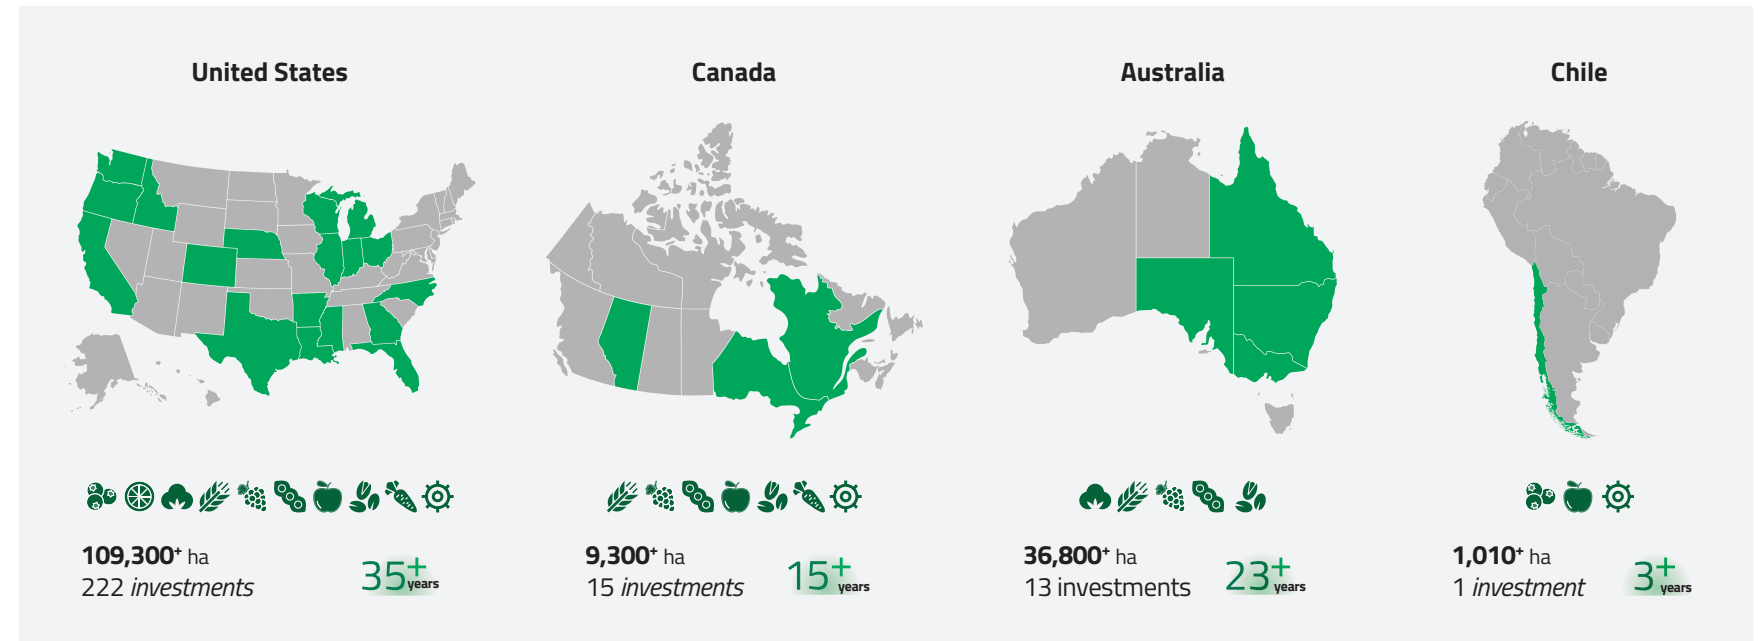 United States
109,300+ ha
222 investments
35+ years
Canada
9,300+ ha
15 investments
15+ years
Australia
36,800+ ha
13 investments
23+ years
Chile
1,010+ ha
1 investment
3+ years